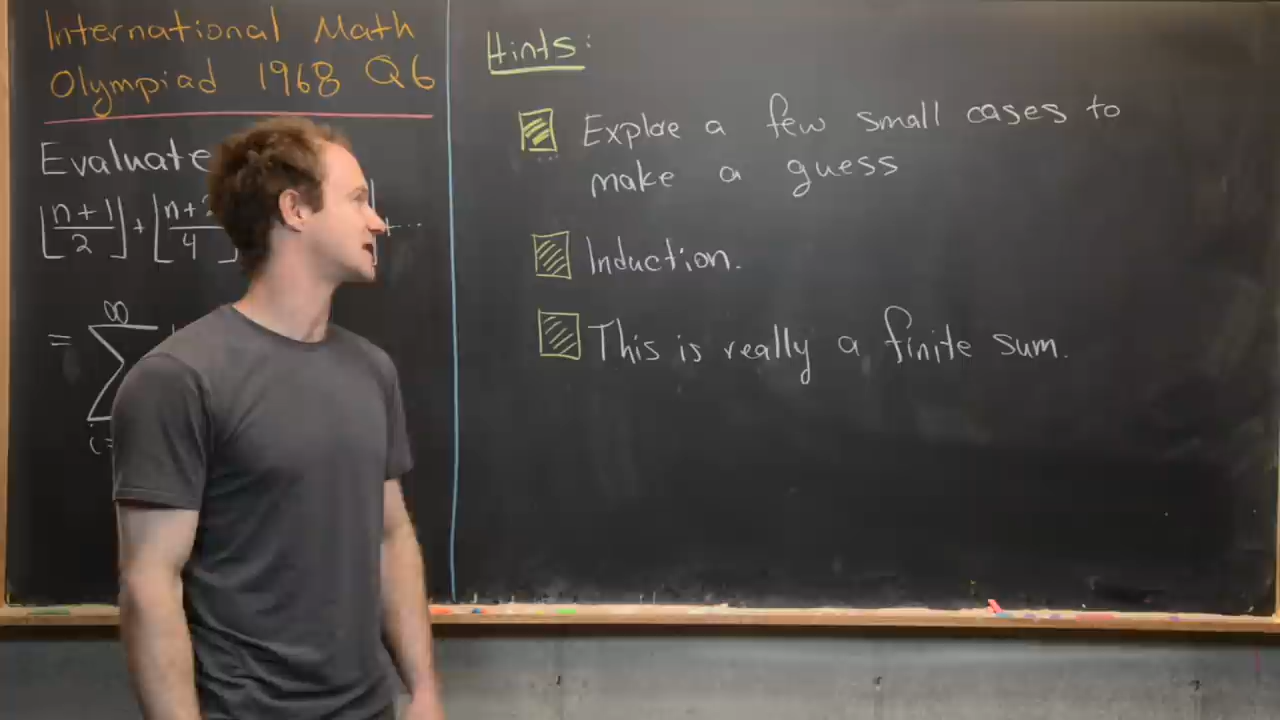 International Math
Olympiad 1968 Q6
Evaluate
⌊(n+1)/2⌋ + ⌊(n+2)/4⌋ + ...
= ∑ ∞
i=
Hints:
Explore a few small cases to
make a guess
Induction.
This is really a finite sum.